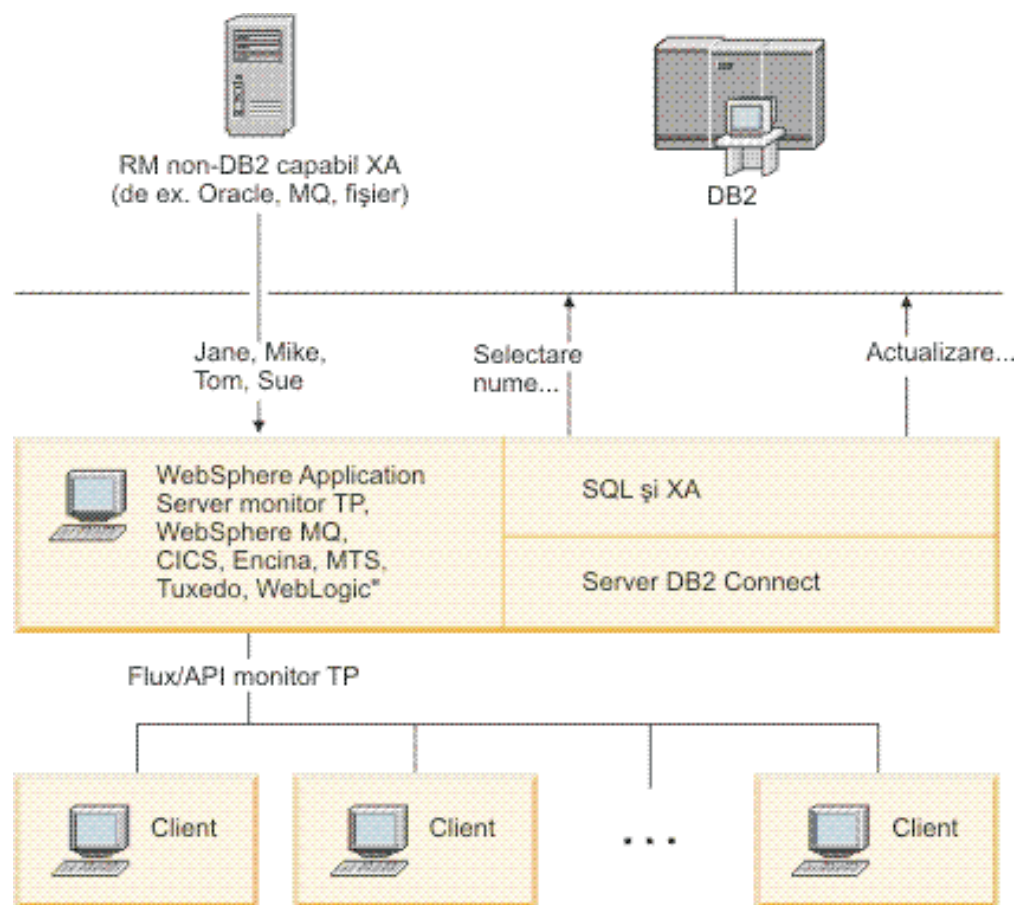 RM non-DB2 capabil XA
(de ex. Oracle, MQ, fişier)
DB2
Jane, Mike,
Tom, Sue
Selectare
nume...
Actualizare...
WebSphere Application
Server monitor TP,
WebSphere MQ,
CICS, Encina, MTS,
Tuxedo, WebLogic"
SQL şi XA
Server DB2 Connect
Flux/API monitor TP
Client
Client
...
Client